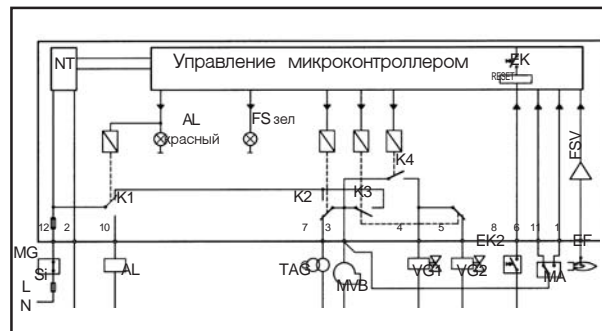 NT
Управление микроконтроллером
EK
RESET
AL
красный
FS зел
FSV
K4
K1
K2
K3
12
2
10
7
3
4
5
8
6
11
1
EK2
EF
MG
Si
AL
TAG
MVB
VG1
VG2
MA
L
N